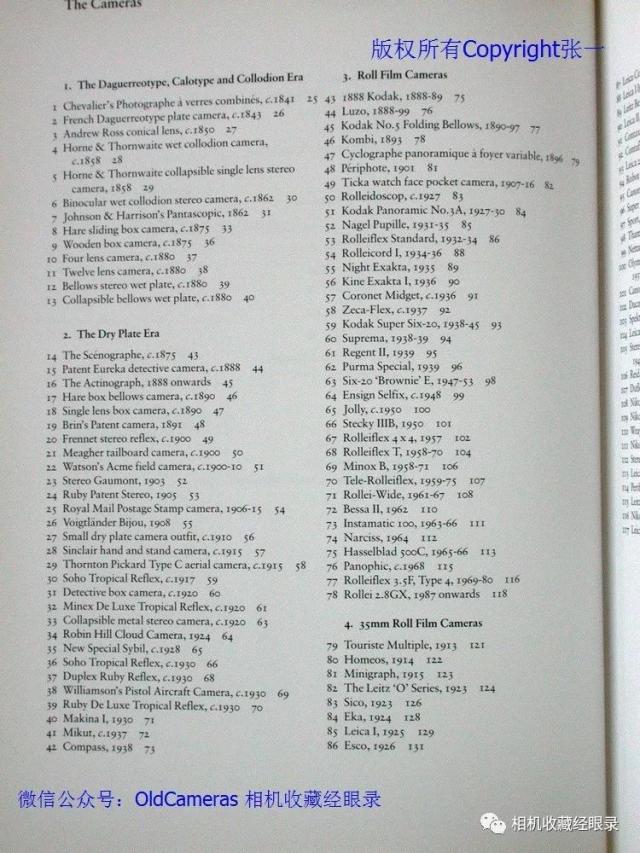 The Cameras
版权所有Copyright张一
1. The Daguerreotype, Calotype and Collodion Era
1 Chevalier's Photographe à verres combinés, c.1841 25
2 French Daguerreotype plate camera, c.1843 26
3 Andrew Ross conical lens, c.1850 27
4 Horne & Thornwaite wet collodion camera,
c.1858 28
5 Horne & Thornwaite collapsible single lens stereo
camera, 1858 29
6 Binocular wet collodion stereo camera, c.1862 30
7 Johnson & Harrison's Pantascopic, 1862 31
8 Hare sliding box camera, c.1875 33
9 Wooden box camera, c.1875 36
10 Four lens camera, c.1880 37
11 Twelve lens camera, c.1880 38
12 Bellows stereo wet plate, c.1880 39
13 Collapsible bellows wet plate, c.1880 40
2. The Dry Plate Era
14 The Scénographe, c.1875 43
15 Patent Eureka detective camera, c.1888 44
16 The Actinograph, 1888 onwards 45
17 Hare box bellows camera, c.1890 46
18 Single lens box camera, c.1890 47
19 Brin's Patent camera, 1891 48
20 Frennet stereo reflex, c.1900 49
21 Meagher tailboard camera, c.1900 50
22 Watson's Acme field camera, c.1900-10 51
23 Stereo Gaumont, 1903 52
24 Ruby Patent Stereo, 1905 53
25 Royal Mail Postage Stamp camera, 1906-15 54
26 Voigtländer Bijou, 1908 55
27 Small dry plate camera outfit, c.1910 56
28 Sinclair hand and stand camera, c.1915 57
29 Thornton Pickard Type C aerial camera, c.1915 58
30 Soho Tropical Reflex, c.1917 59
31 Detective box camera, c.1920 60
32 Minex De Luxe Tropical Reflex, c.1920 61
33 Collapsible metal stereo camera, c.1920 63
34 Robin Hill Cloud Camera, 1924 64
35 New Special Sybil, c.1928 65
36 Soho Tropical Reflex, c.1930 66
37 Duplex Ruby Reflex, c.1930 68
38 Williamson's Pistol Aircraft Camera, c.1930 69
39 Ruby De Luxe Tropical Reflex, c.1930 70
40 Makina I, 1930 71
41 Mikut, c.1937 72
42 Compass, 1938 73
3. Roll Film Cameras
43 1888 Kodak, 1888-89 75
44 Luzo, 1888-99 76
45 Kodak No.5 Folding Bellows, 1890-97 77
46 Kombi, 1893 78
47 Cyclographe panoramique à foyer variable, 1896 79
48 Périphote, 1901 81
49 Ticka watch face pocket camera, 1907-16 82
50 Rolleidoscop, c.1927 83
51 Kodak Panoramic No.3A, 1927-30 84
52 Nagel Pupille, 1931-35 85
53 Rolleiflex Standard, 1932-34 86
54 Rolleicord I, 1934-36 88
55 Night Exakta, 1935 89
56 Kine Exakta I, 1936 90
57 Coronet Midget, c.1936 91
58 Zeca-Flex, c.1937 92
59 Kodak Super Six-20, 1938-45 93
60 Suprema, 1938-39 94
61 Regent II, 1939 95
62 Purma Special, 1939 96
63 Six-20 'Brownie' E, 1947-53 98
64 Ensign Selfix, c.1948 99
65 Jolly, c.1950 100
66 Stecky IIIB, 1950 101
67 Rolleiflex 4 x 4, 1957 102
68 Rolleiflex T, 1958-70 104
69 Minox B, 1958-71 106
70 Tele-Rolleiflex, 1959-75 107
71 Rollei-Wide, 1961-67 108
72 Bessa II, 1962 110
73 Instamatic 100, 1963-66 111
74 Narciss, 1964 112
75 Hasselblad 500C, 1965-66 113
76 Panophic, c.1968 115
77 Rolleiflex 3.5F, Type 4, 1969-80 116
78 Rollei 2.8GX, 1987 onwards 118
4. 35mm Roll Film Cameras
79 Touriste Multiple, 1913 121
80 Homeos, 1914 122
81 Minigraph, 1915 123
82 The Leitz 'O' Series, 1923 124
83 Sico, 1923 126
84 Eka, 1924 128
85 Leica I, 1925 129
86 Esco, 1926 131
微信公众号：OldCameras 相机收藏经眼录
相机收藏经眼录